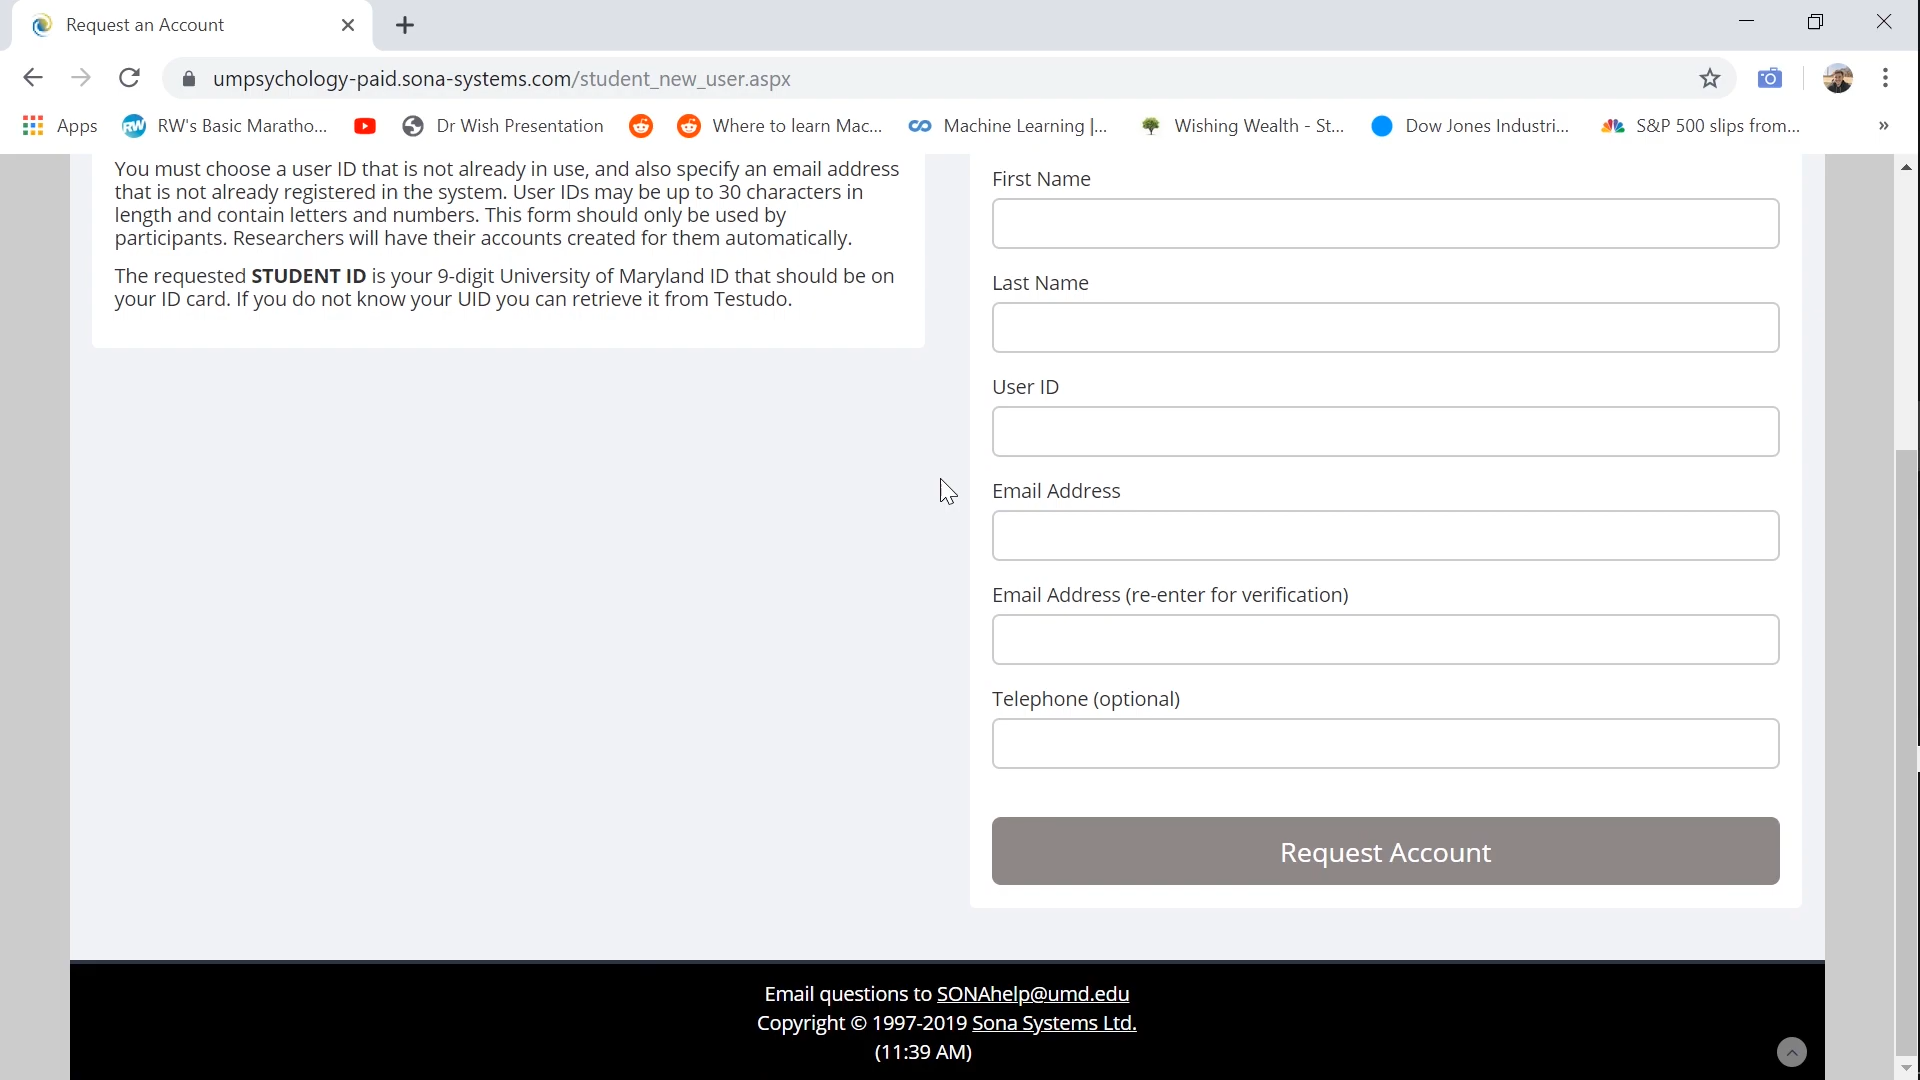 Request an Account
umpsychology-paid.sona-systems.com/student_new_user.aspx
Apps
RW's Basic Maratho...
Dr Wish Presentation
Where to learn Mac...
Machine Learning |...
Wishing Wealth - St...
Dow Jones Industri...
S&P 500 slips from...
»
You must choose a user ID that is not already in use, and also specify an email address
that is not already registered in the system. User IDs may be up to 30 characters in
length and contain letters and numbers. This form should only be used by
participants. Researchers will have their accounts created for them automatically.
The requested STUDENT ID is your 9-digit University of Maryland ID that should be on
your ID card. If you do not know your UID you can retrieve it from Testudo.
First Name
Last Name
User ID
Email Address
Email Address (re-enter for verification)
Telephone (optional)
Request Account
Email questions to SONAhelp@umd.edu
Copyright © 1997-2019 Sona Systems Ltd.
(11:39 AM)